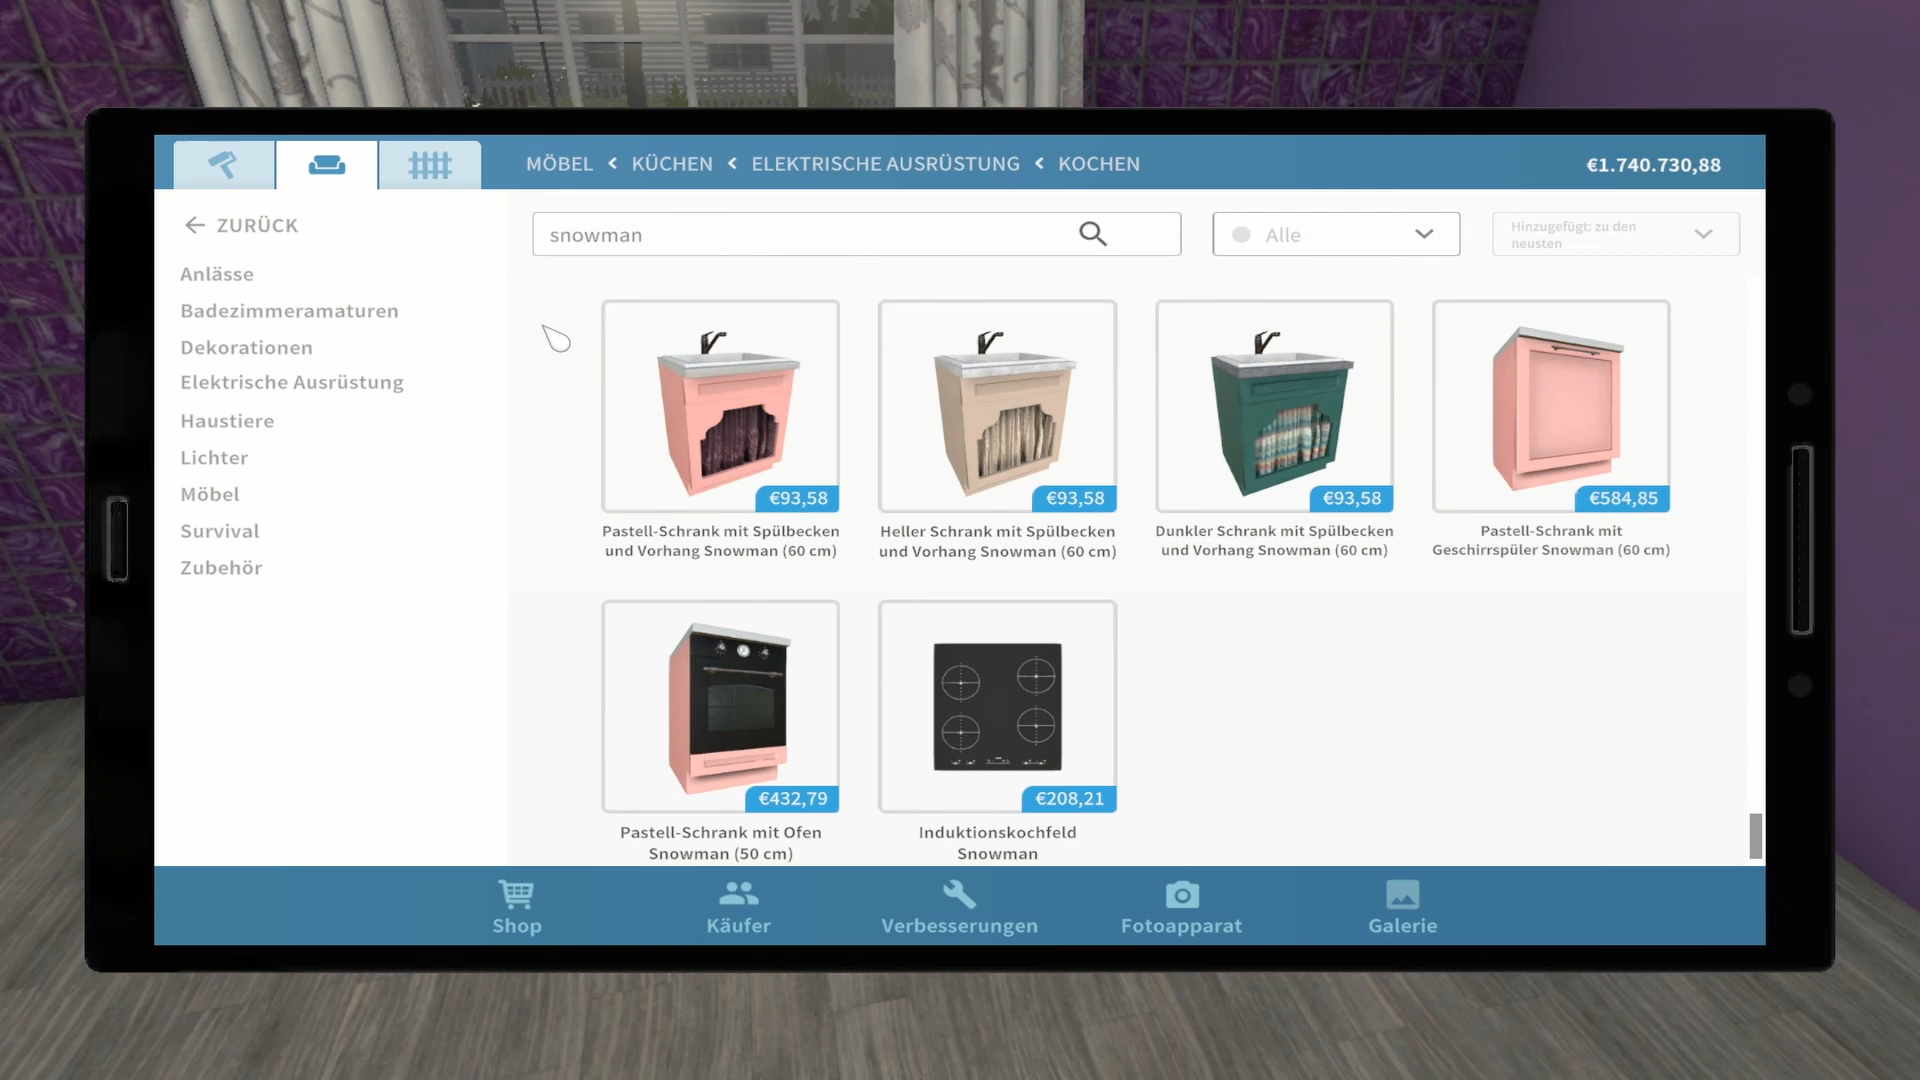 MÖBEL < KÜCHEN < ELEKTRISCHE AUSRÜSTUNG < KOCHEN
€1.740.730,88
ZURÜCK
Anlässe
Badezimmeramaturen
Dekorationen
Elektrische Ausrüstung
Haustiere
Lichter
Möbel
Survival
Zubehör
snowman
Alle
Hinzugefügt: zu den
neusten
€93,58
Pastell-Schrank mit Spülbecken
und Vorhang Snowman (60 cm)
€93,58
Heller Schrank mit Spülbecken
und Vorhang Snowman (60 cm)
€93,58
Dunkler Schrank mit Spülbecken
und Vorhang Snowman (60 cm)
€584,85
Pastell-Schrank mit
Geschirrspüler Snowman (60 cm)
€432,79
Pastell-Schrank mit Ofen
Snowman (50 cm)
€208,21
Induktionskochfeld
Snowman
Shop
Käufer
Verbesserungen
Fotoapparat
Galerie